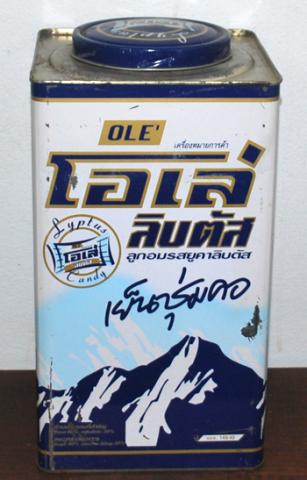 OLE'
เครื่องหมายการค้า
โอเล่
ลิบตัส
ลูกอมรสยูคาลิบตัส
Lyptus
โอเล่
Candy
เย็นชุ่มคอ